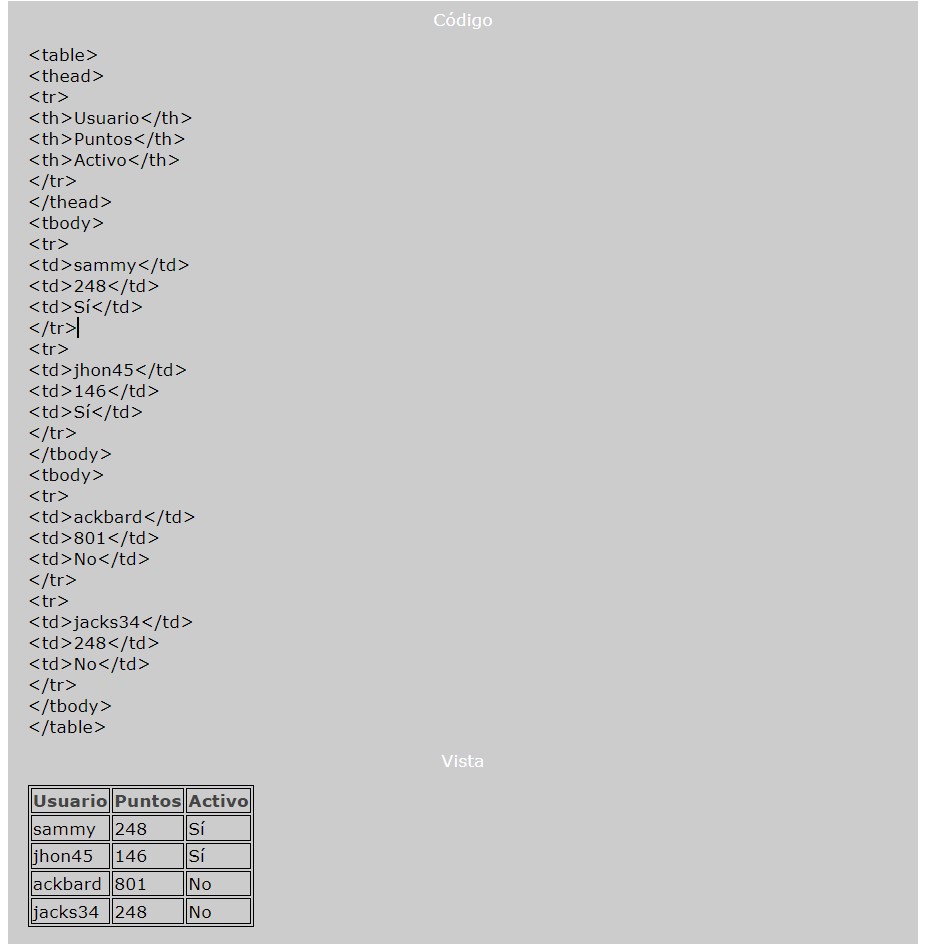 Código
<table>
<thead>
<tr>
<th>Usuario</th>
<th>Puntos</th>
<th>Activo</th>
</tr>
</thead>
<tbody>
<tr>
<td>sammy</td>
<td>248</td>
<td>Sí</td>
</tr>
<tr>
<td>jhon45</td>
<td>146</td>
<td>Sí</td>
</tr>
</tbody>
<tbody>
<tr>
<td>ackbard</td>
<td>801</td>
<td>No</td>
</tr>
<tr>
<td>jacks34</td>
<td>248</td>
<td>No</td>
</tr>
</tbody>
</table>
Vista
Usuario Puntos Activo
sammy 248 Sí
jhon45 146 Sí
ackbard 801 No
jacks34 248 No